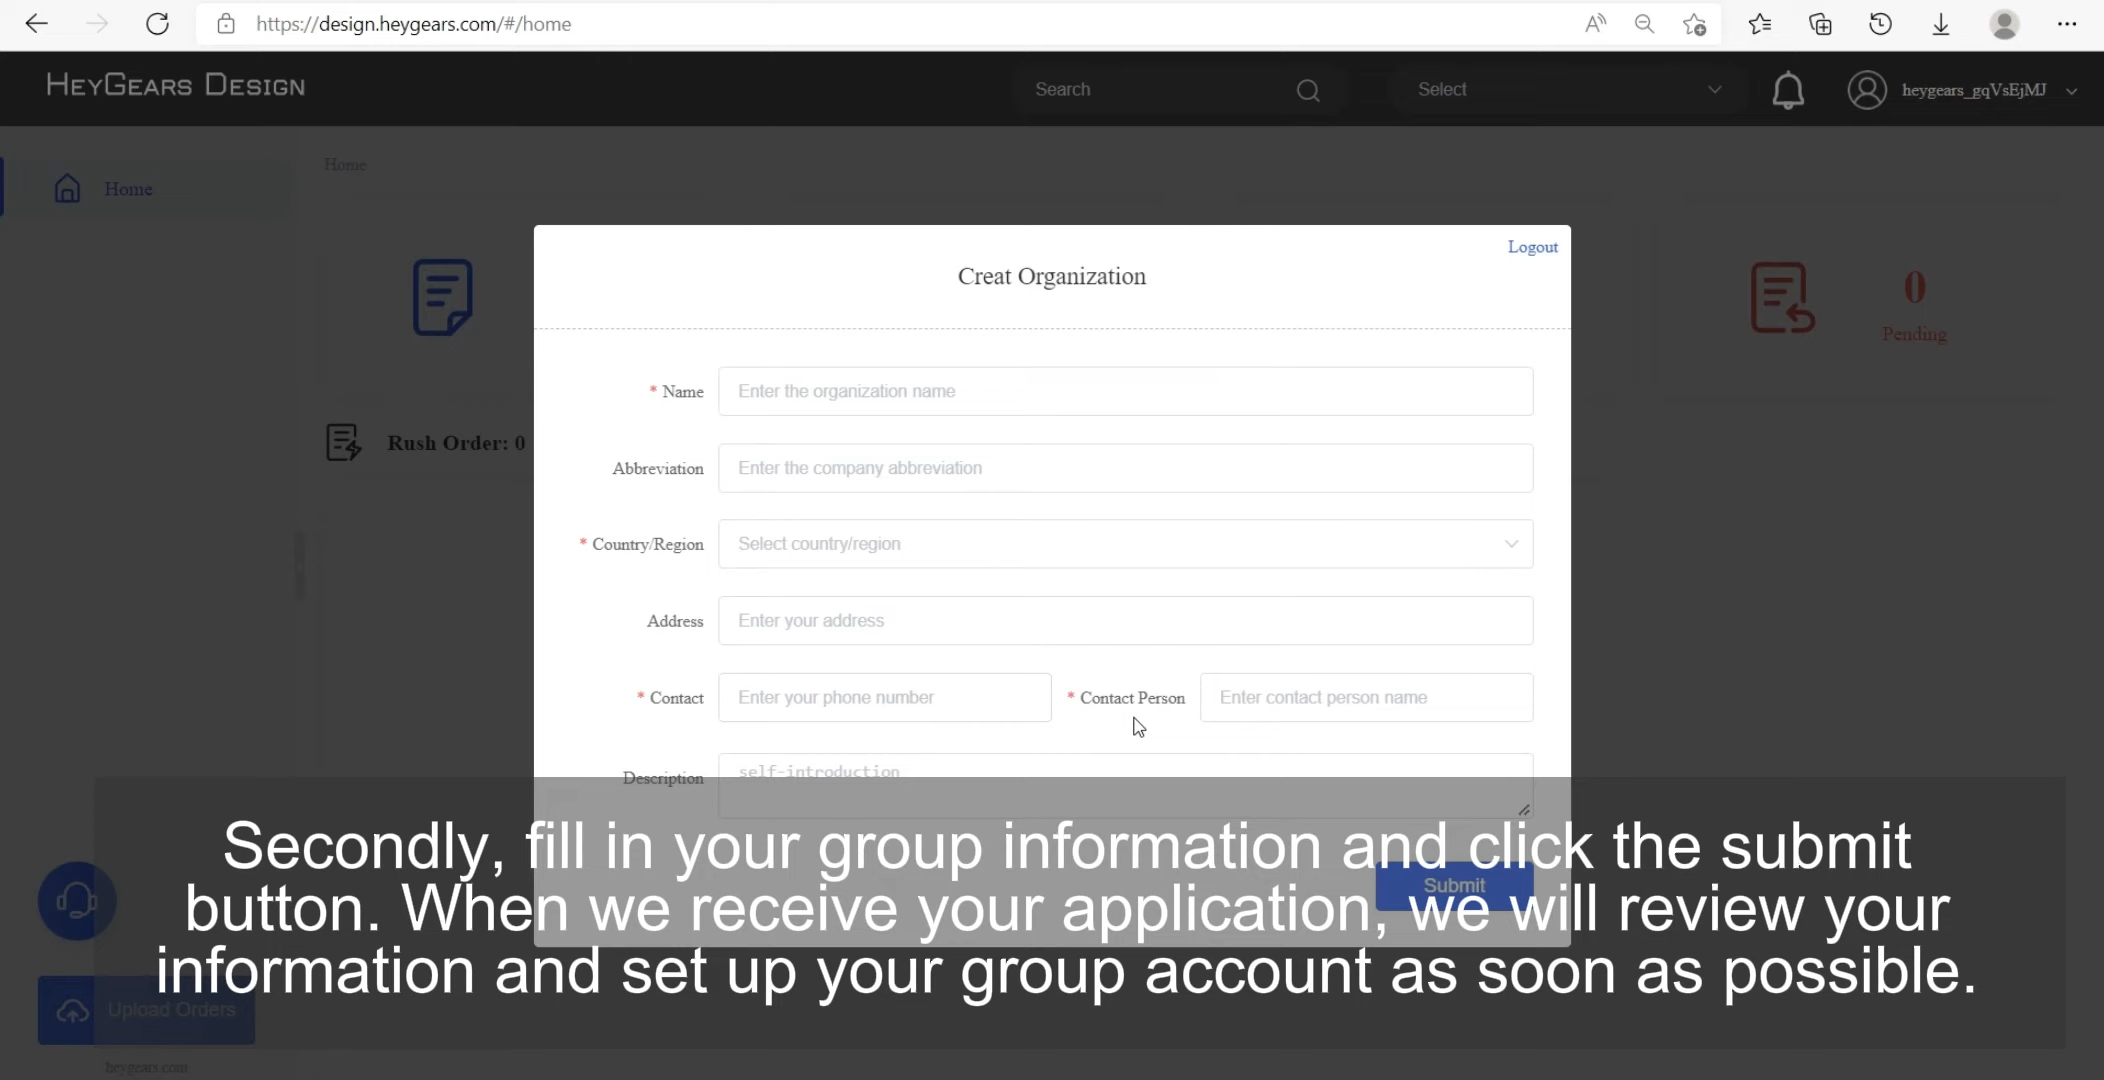 https://design.heygears.com/#/home
HEYGEARS DESIGN
Search
Select
heygears_gqVsEjMJ
Home
Home
Logout
Creat Organization
0
Pending
* Name
Enter the organization name
Rush Order: 0
Abbreviation
Enter the company abbreviation
* Country/Region
Select country/region
Address
Enter your address
* Contact
Enter your phone number
* Contact Person
Enter contact person name
Description
self-introduction
Submit
Secondly, fill in your group information and click the submit
button. When we receive your application, we will review your
information and set up your group account as soon as possible.
Upload Orders
heygears.com